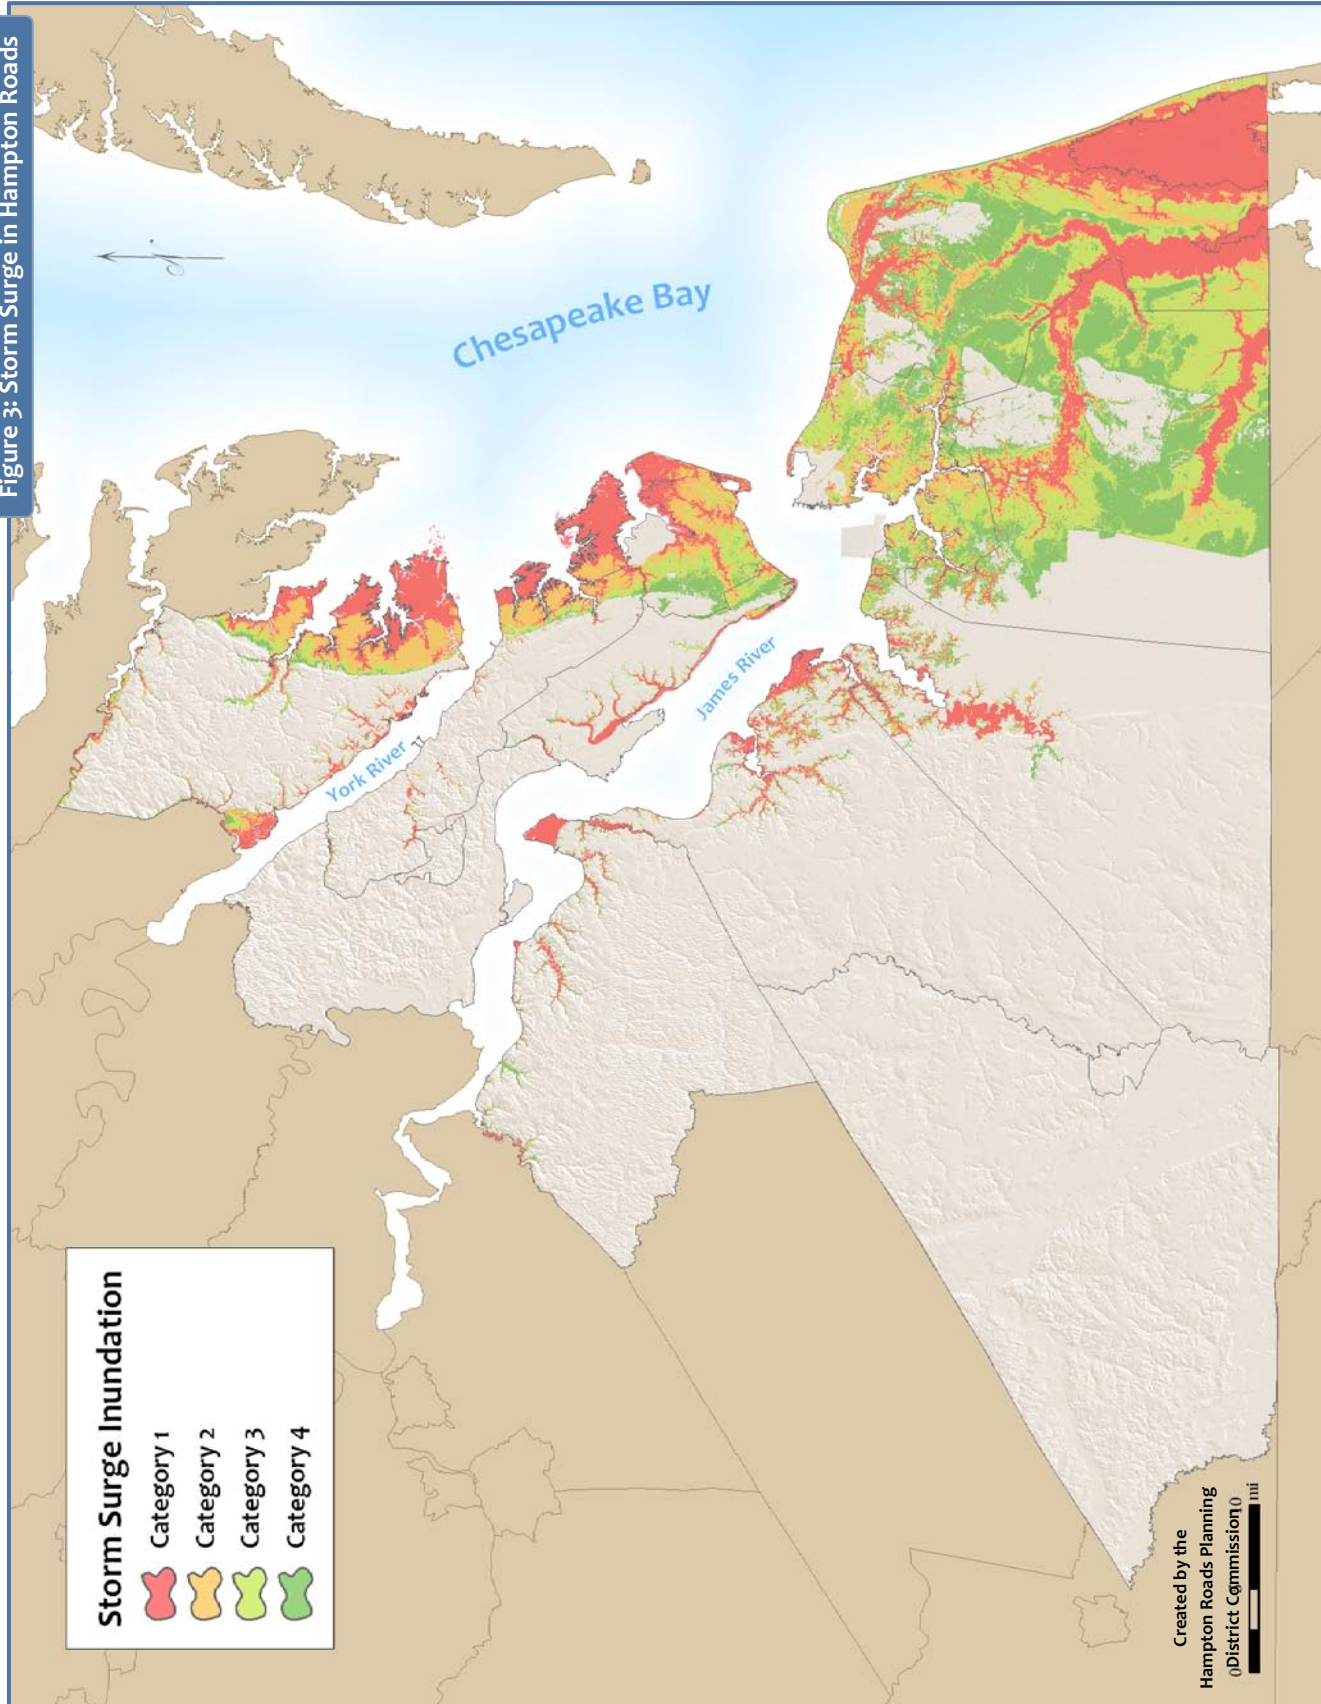 Figure 3: Storm Surge in Hampton Roads
Chesapeake Bay
York River
James River
Storm Surge Inundation
Category 1
Category 2
Category 3
Category 4
Created by the
Hampton Roads Planning
District Commission
0
10
mi